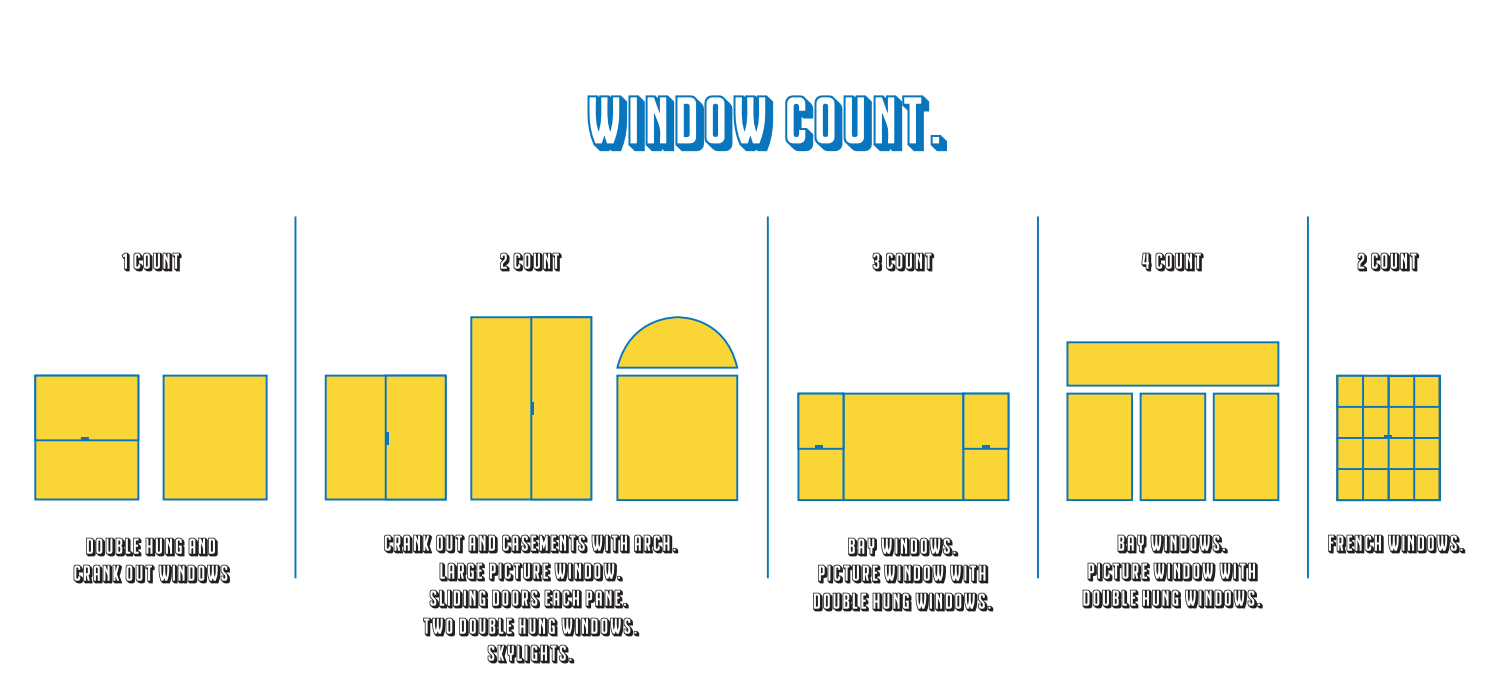 WINDOW COUNT.
1 COUNT
DOUBLE HUNG AND
CRANK OUT WINDOWS
2 COUNT
CRANK OUT AND CASEMENTS WITH ARCH.
LARGE PICTURE WINDOW.
SLIDING DOORS EACH PANE.
TWO DOUBLE HUNG WINDOWS.
SKYLIGHTS.
3 COUNT
BAY WINDOWS.
PICTURE WINDOW WITH
DOUBLE HUNG WINDOWS.
4 COUNT
BAY WINDOWS.
PICTURE WINDOW WITH
DOUBLE HUNG WINDOWS.
2 COUNT
FRENCH WINDOWS.